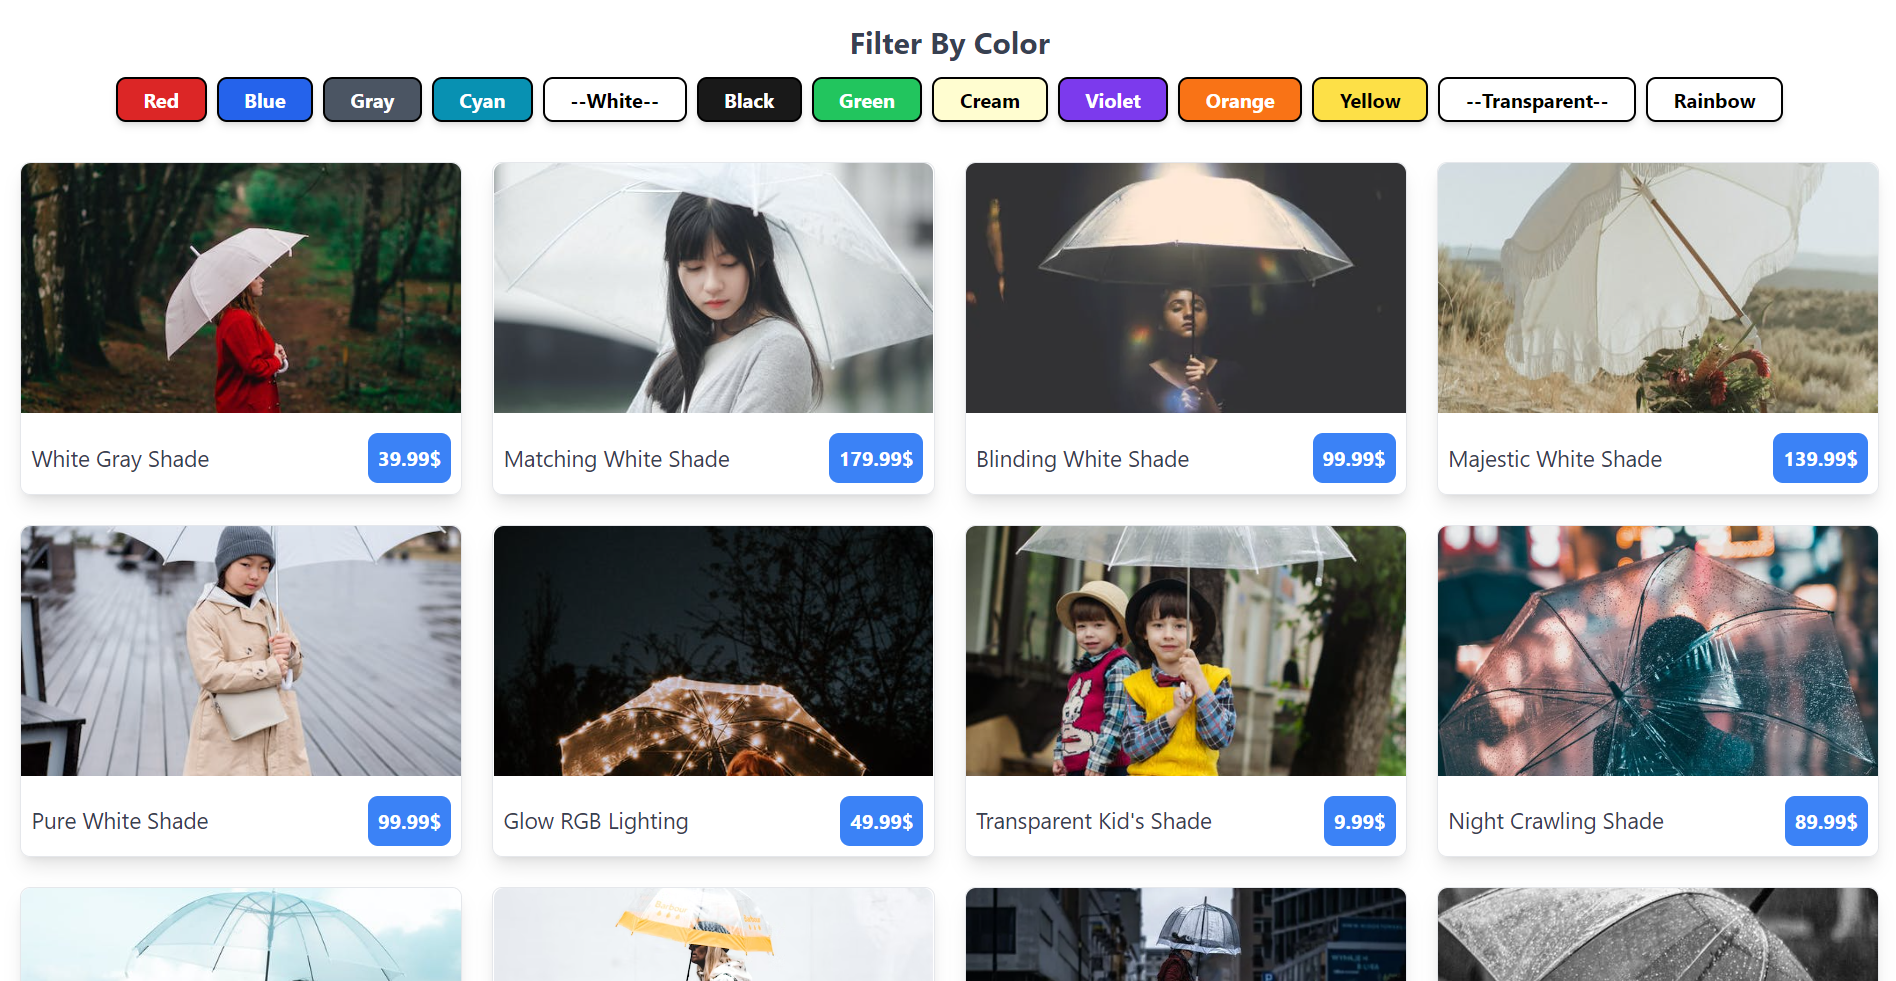 Filter By Color
Red Blue Gray Cyan --White-- Black Green Cream Violet Orange Yellow --Transparent-- Rainbow
White Gray Shade 39.99$
Matching White Shade 179.99$
Blinding White Shade 99.99$
Majestic White Shade 139.99$
Pure White Shade 99.99$
Glow RGB Lighting 49.99$
Transparent Kid's Shade 9.99$
Night Crawling Shade 89.99$
Barbour